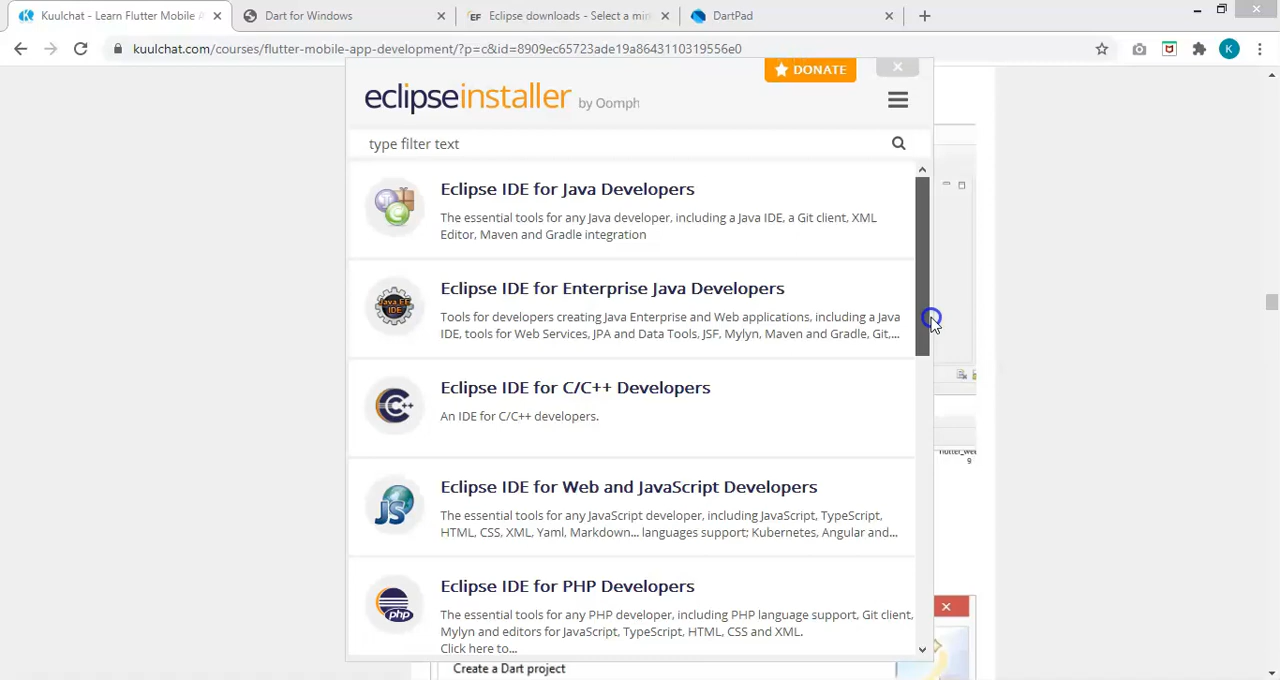 Kuulchat - Learn Flutter Mobile A
Dart for Windows
Eclipse downloads - Select a mir
DartPad
kuulchat.com/courses/flutter-mobile-app-development/?p=c&id=8909ec65723ade19a8643110319556e0
K
DONATE
eclipseinstaller by Oomph
type filter text
Eclipse IDE for Java Developers
The essential tools for any Java developer, including a Java IDE, a Git client, XML
Editor, Maven and Gradle integration
Java EE
IDE
Eclipse IDE for Enterprise Java Developers
Tools for developers creating Java Enterprise and Web applications, including a Java
IDE, tools for Web Services, JPA and Data Tools, JSF, Mylyn, Maven and Gradle, Git,...
C++
Eclipse IDE for C/C++ Developers
An IDE for C/C++ developers.
JS
Eclipse IDE for Web and JavaScript Developers
The essential tools for any JavaScript developer, including JavaScript, TypeScript,
HTML, CSS, XML, Yaml, Markdown... languages support; Kubernetes, Angular and...
php
Eclipse IDE for PHP Developers
The essential tools for any PHP developer, including PHP language support, Git client,
Mylyn and editors for JavaScript, TypeScript, HTML, CSS and XML.
Click here to...
9
Create a Dart project